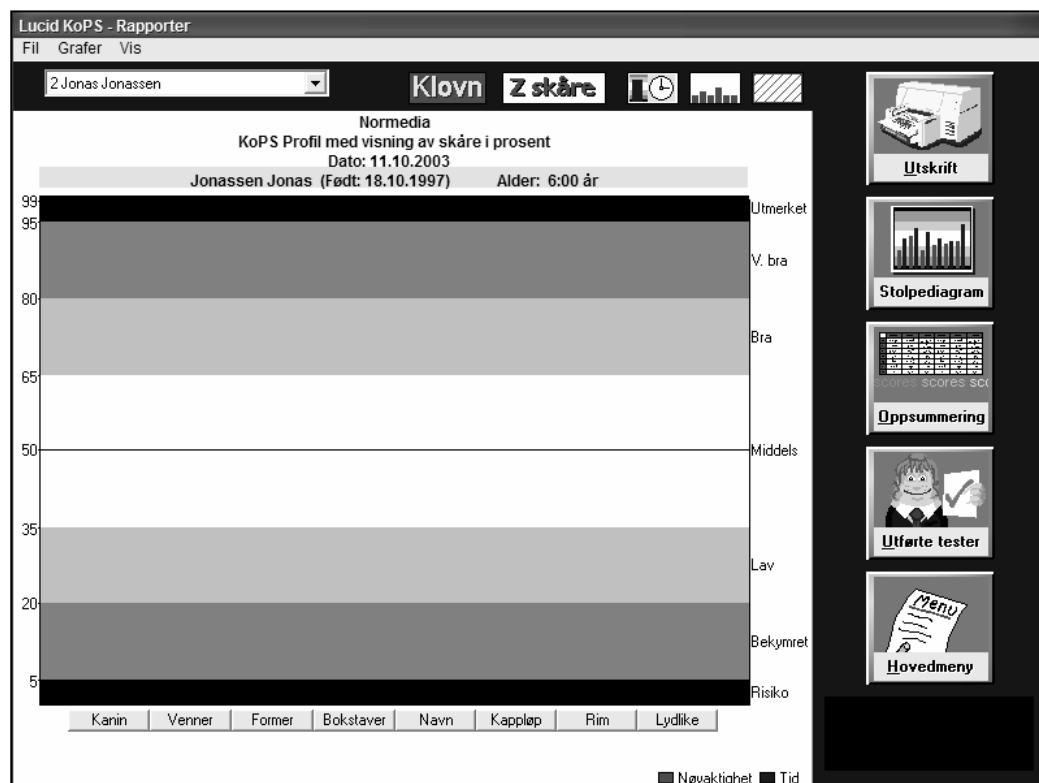 Lucid KoPS - Rapporter
Fil Grafer Vis
2 Jonas Jonassen
Klovn Z skåre
Normedia
KoPS Profil med visning av skåre i prosent
Dato: 11.10.2003
Jonassen Jonas (Født: 18.10.1997) Alder: 6:00 år
99
95
80
65
50
35
20
5
Utmerket
V. bra
Bra
Middels
Lav
Bekymret
Risiko
Kanin Venner Former Bokstaver Navn Kappløp Rim Lydlike
Nøyaktighet Tid
Utskrift
Stolpediagram
scores scores sco
Oppsummering
Utførte tester
Menu
Hovedmeny